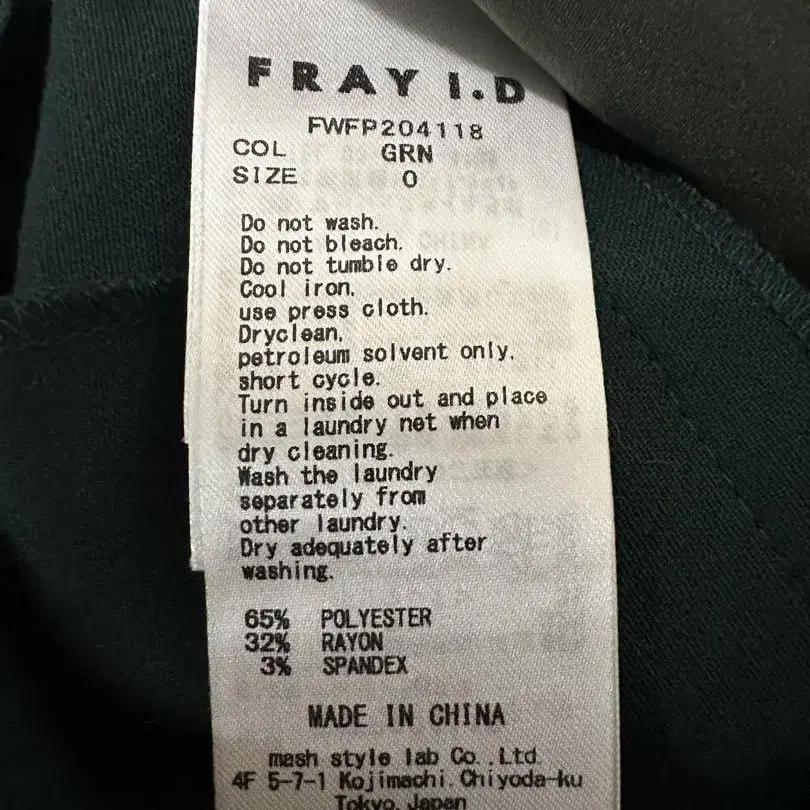 FRAY I.D
FWFP204118
COL GRN
SIZE 0
Do not wash.
Do not bleach.
Do not tumble dry.
Cool iron,
use press cloth.
Dryclean,
petroleum solvent only,
short cycle.
Turn inside out and place
in a laundry net when
dry cleaning.
Wash the laundry
separately from
other laundry.
Dry adequately after
washing.
65% POLYESTER
32% RAYON
3% SPANDEX
MADE IN CHINA
mash style lab Co.,Ltd
4F 5-7-1 Kojimachi.Chiyoda-ku
Tokyo,Japan